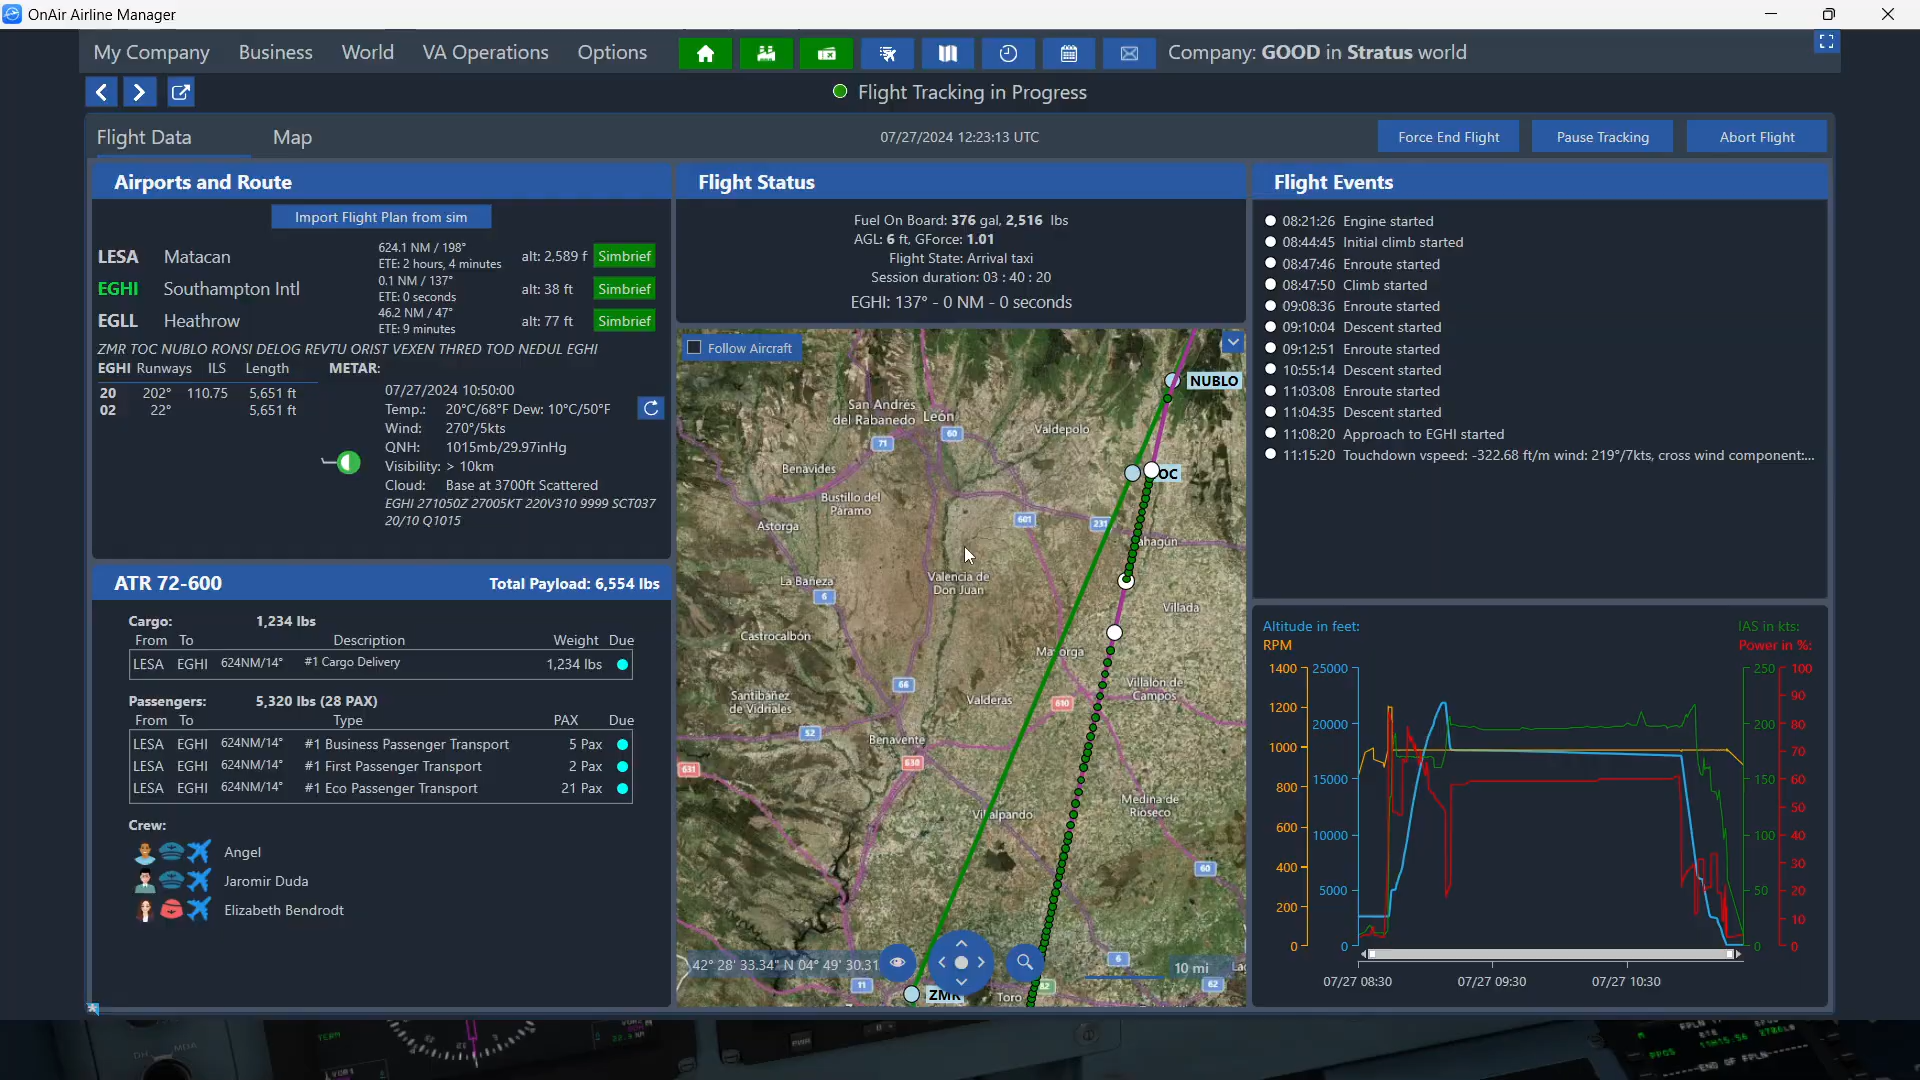 OnAir Airline Manager
My Company Business World VA Operations Options Company: GOOD in Stratus world
Flight Tracking in Progress
Flight Data Map 07/27/2024 12:23:13 UTC Force End Flight Pause Tracking Abort Flight
Airports and Route
Import Flight Plan from sim
LESA Matacan 624.1 NM / 198° ETE: 2 hours, 4 minutes alt: 2,589 f Simbrief
EGHI Southampton Intl 0.1 NM / 137° ETE: 0 seconds alt: 38 ft Simbrief
EGLL Heathrow 46.2 NM / 47° ETE: 9 minutes alt: 77 ft Simbrief
ZMR TOC NUBLO RONSI DELOG REVTU ORIST VEXEN THRED TOD NEDUL EGHI
EGHI Runways ILS Length METAR:
20 202° 110.75 5,651 ft
02 22° 5,651 ft
07/27/2024 10:50:00
Temp.: 20°C/68°F Dew: 10°C/50°F
Wind: 270°/5kts
QNH: 1015mb/29.97inHg
Visibility: > 10km
Cloud: Base at 3700ft Scattered
EGHI 271050Z 27005KT 220V310 9999 SCT037
20/10 Q1015
ATR 72-600 Total Payload: 6,554 lbs
Cargo: 1,234 lbs
From To Description Weight Due
LESA EGHI 624NM/14° #1 Cargo Delivery 1,234 lbs
Passengers: 5,320 lbs (28 PAX)
From To Type PAX Due
LESA EGHI 624NM/14° #1 Business Passenger Transport 5 Pax
LESA EGHI 624NM/14° #1 First Passenger Transport 2 Pax
LESA EGHI 624NM/14° #1 Eco Passenger Transport 21 Pax
Crew:
Angel
Jaromir Duda
Elizabeth Bendrodt
Flight Status
Fuel On Board: 376 gal, 2,516 lbs
AGL: 6 ft, GForce: 1.01
Flight State: Arrival taxi
Session duration: 03 : 40 : 20
EGHI: 137° - 0 NM - 0 seconds
Follow Aircraft
NUBLO
San Andrés
del Rabanedo
León
Valdepolo
71
60
Benavides
OC
Bustillo del
Páramo
Astorga
601
231
ahagún
La Bañeza
6
Valencia de
Don Juan
Villada
Castrocalbón
Mayorga
66
Santibáñez
de Vidriales
Valderas
610
Villalón de
Campos
52
Benavente
630
631
Villalpando
Medina de
Rioseco
60
42° 28' 33.34" N 04° 49' 30.31
6
10 mi
La
11
ZMR
Toro
62
Flight Events
08:21:26 Engine started
08:44:45 Initial climb started
08:47:46 Enroute started
08:47:50 Climb started
09:08:36 Enroute started
09:10:04 Descent started
09:12:51 Enroute started
10:55:14 Descent started
11:03:08 Enroute started
11:04:35 Descent started
11:08:20 Approach to EGHI started
11:15:20 Touchdown vspeed: -322.68 ft/m wind: 219°/7kts, cross wind component:...
Altitude in feet: IAS in kts:
RPM Power in %:
1400 25000 250 100
90
1200 20000 200 80
1000 70
15000 150 60
800 50
600 10000 100 40
400 30
5000 50 20
200 10
0 0 0 0
07/27 08:30 07/27 09:30 07/27 10:30